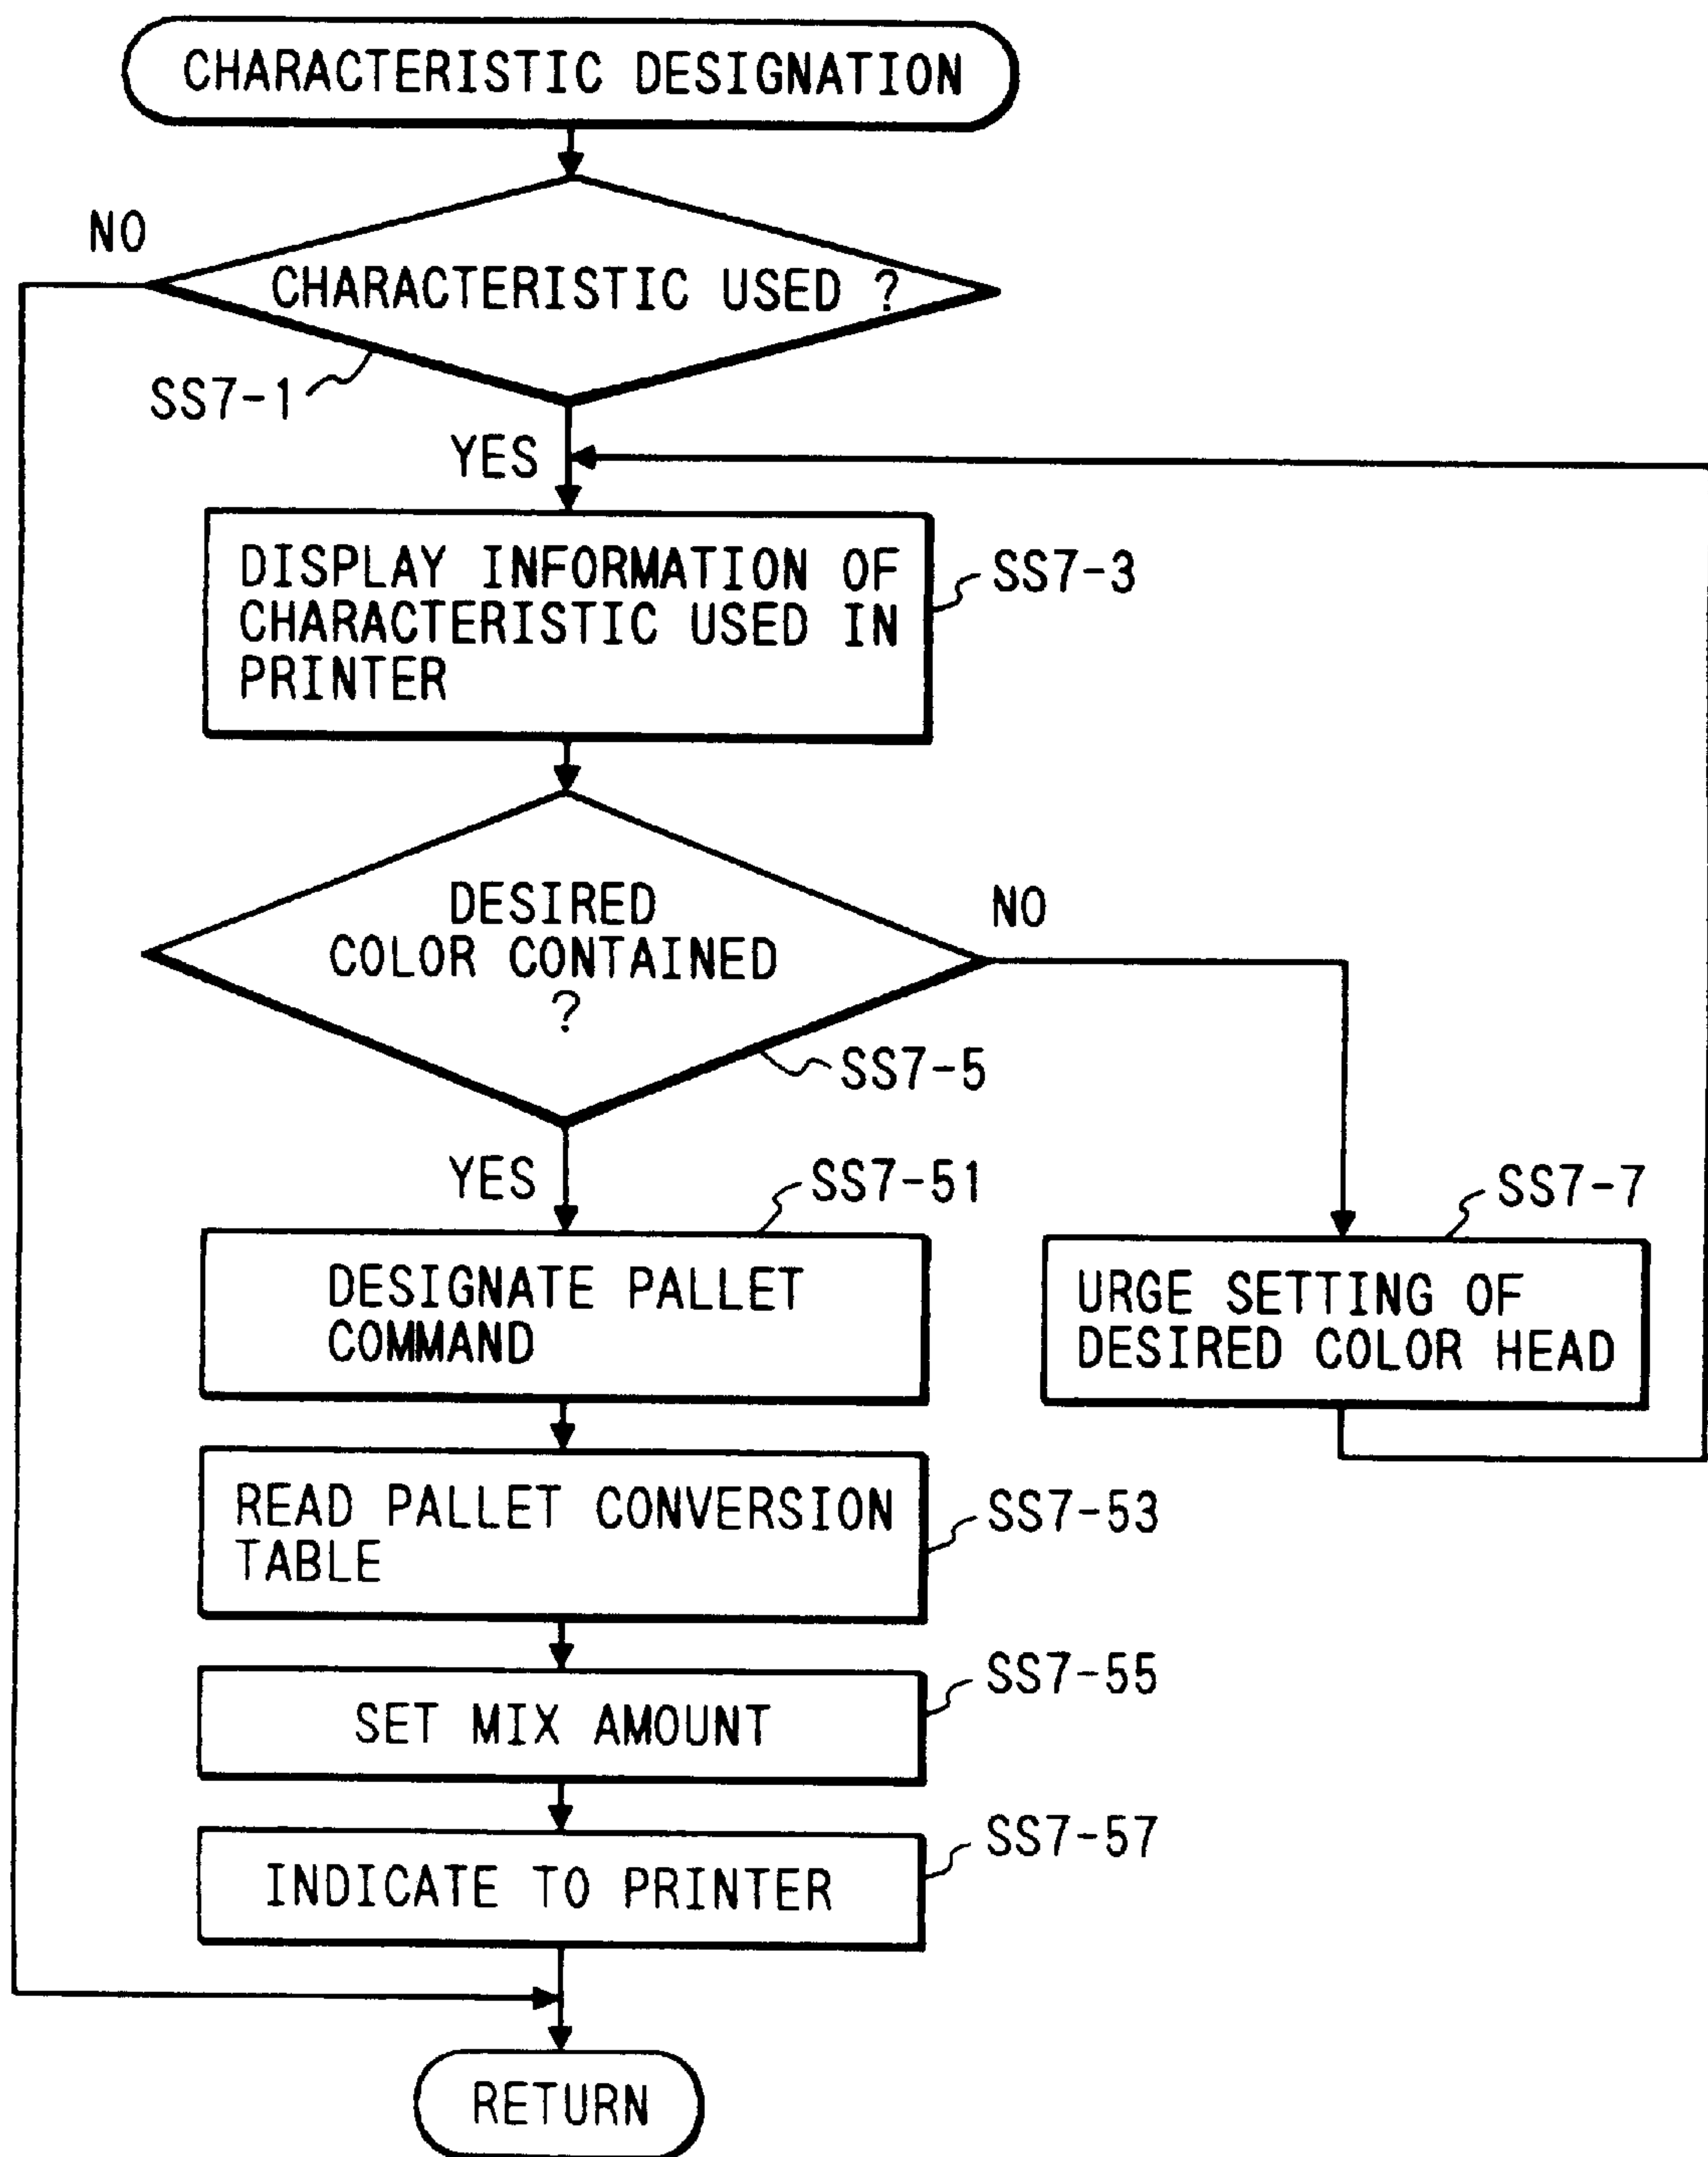 CHARACTERISTIC DESIGNATION
NO
CHARACTERISTIC USED ?
SS7-1
YES
DISPLAY INFORMATION OF
CHARACTERISTIC USED IN
PRINTER
SS7-3
DESIRED
COLOR CONTAINED
?
NO
SS7-5
YES
SS7-51
DESIGNATE PALLET
COMMAND
SS7-7
URGE SETTING OF
DESIRED COLOR HEAD
READ PALLET CONVERSION
TABLE
SS7-53
SET MIX AMOUNT
SS7-55
INDICATE TO PRINTER
SS7-57
RETURN